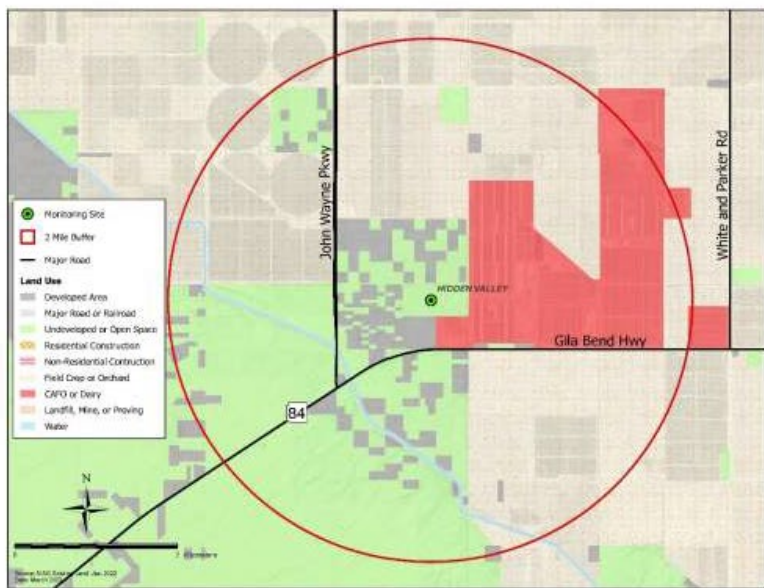 John Wayne Pkwy
White and Parker Rd
HIDDEN VALLEY
Gila Bend Hwy
84
Monitoring Site
2 Mile Buffer
Major Road
Land Use
Developed Area
Major Road or Railroad
Undeveloped or Open Space
Residential Construction
Non-Residential Contruction
Field Crop or Orchard
CAFO or Dairy
Landfill, Mine, or Proving
Water
N
0 2